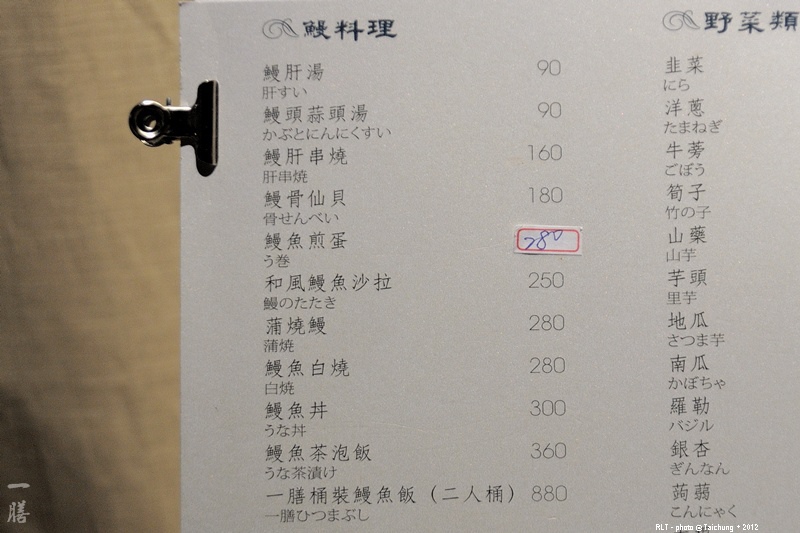 鰻料理
鰻肝湯 90
肝すい
鰻頭蒜頭湯 90
かぶとにんにくすい
鰻肝串燒 160
肝串焼
鰻骨仙貝 180
骨せんべい
鰻魚煎蛋 280
う巻
和風鰻魚沙拉 250
鰻のたたき
蒲燒鰻 280
蒲焼
鰻魚白燒 280
白焼
鰻魚丼 300
うな丼
鰻魚茶泡飯 360
うな茶漬け
一膳桶裝鰻魚飯（二人桶） 880
一膳ひつまぶし
野菜類
韭菜
にら
洋蔥
たまねぎ
牛蒡
ごぼう
筍子
竹の子
山藥
山芋
芋頭
里芋
地瓜
さつま芋
南瓜
かぼちゃ
羅勒
バジル
銀杏
ぎんなん
蒟蒻
こんにゃく
一膳
RLT - photo @ Taichung * 2012